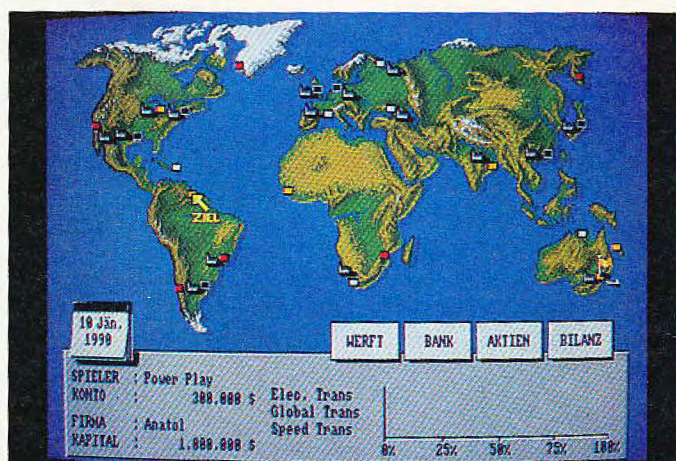 ZIEL
10 Jän.
1990
WERFT
BANK
AKTIEN
BILANZ
SPIELER : Power Play
KONTO : 300.000 $
FIRMA : Anatol
KAPITAL : 1.000.000 $
Elec. Trans
Global Trans
Speed Trans
0% 25% 50% 75% 100%